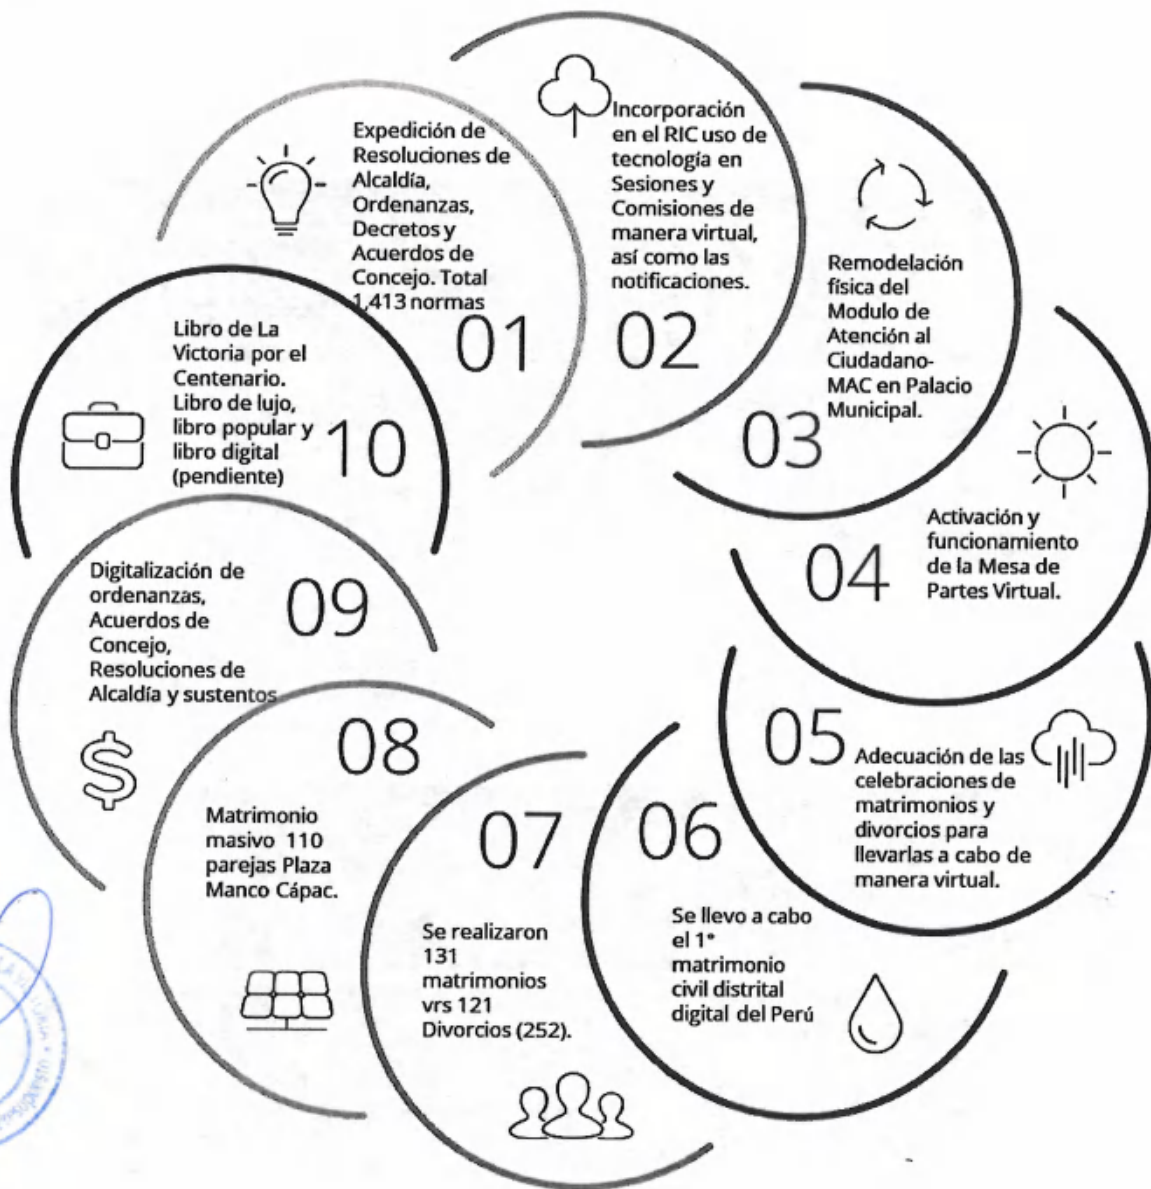 Expedición de
Resoluciones de
Alcaldía,
Ordenanzas,
Decretos y
Acuerdos de
Concejo. Total
1,413 normas
01
Incorporación
en el RIC uso de
tecnología en
Sesiones y
Comisiones de
manera virtual,
así como las
notificaciones.
02
Remodelación
física del
Modulo de
Atención al
Ciudadano-
MAC en Palacio
Municipal.
03
Activación y
funcionamiento
de la Mesa de
Partes Virtual.
04
05
Adecuación de las
celebraciones de
matrimonios y
divorcios para
llevarlas a cabo de
manera virtual.
06
Se llevo a cabo
el 1°
matrimonio
civil distrital
digital del Perú
07
Se realizaron
131
matrimonios
vrs 121
Divorcios (252).
08
Matrimonio
masivo 110
parejas Plaza
Manco Cápac.
09
Digitalización de
ordenanzas,
Acuerdos de
Concejo,
Resoluciones de
Alcaldía y sustentos
Libro de La
Victoria por el
Centenario.
Libro de lujo,
libro popular y
libro digital
(pendiente)
10